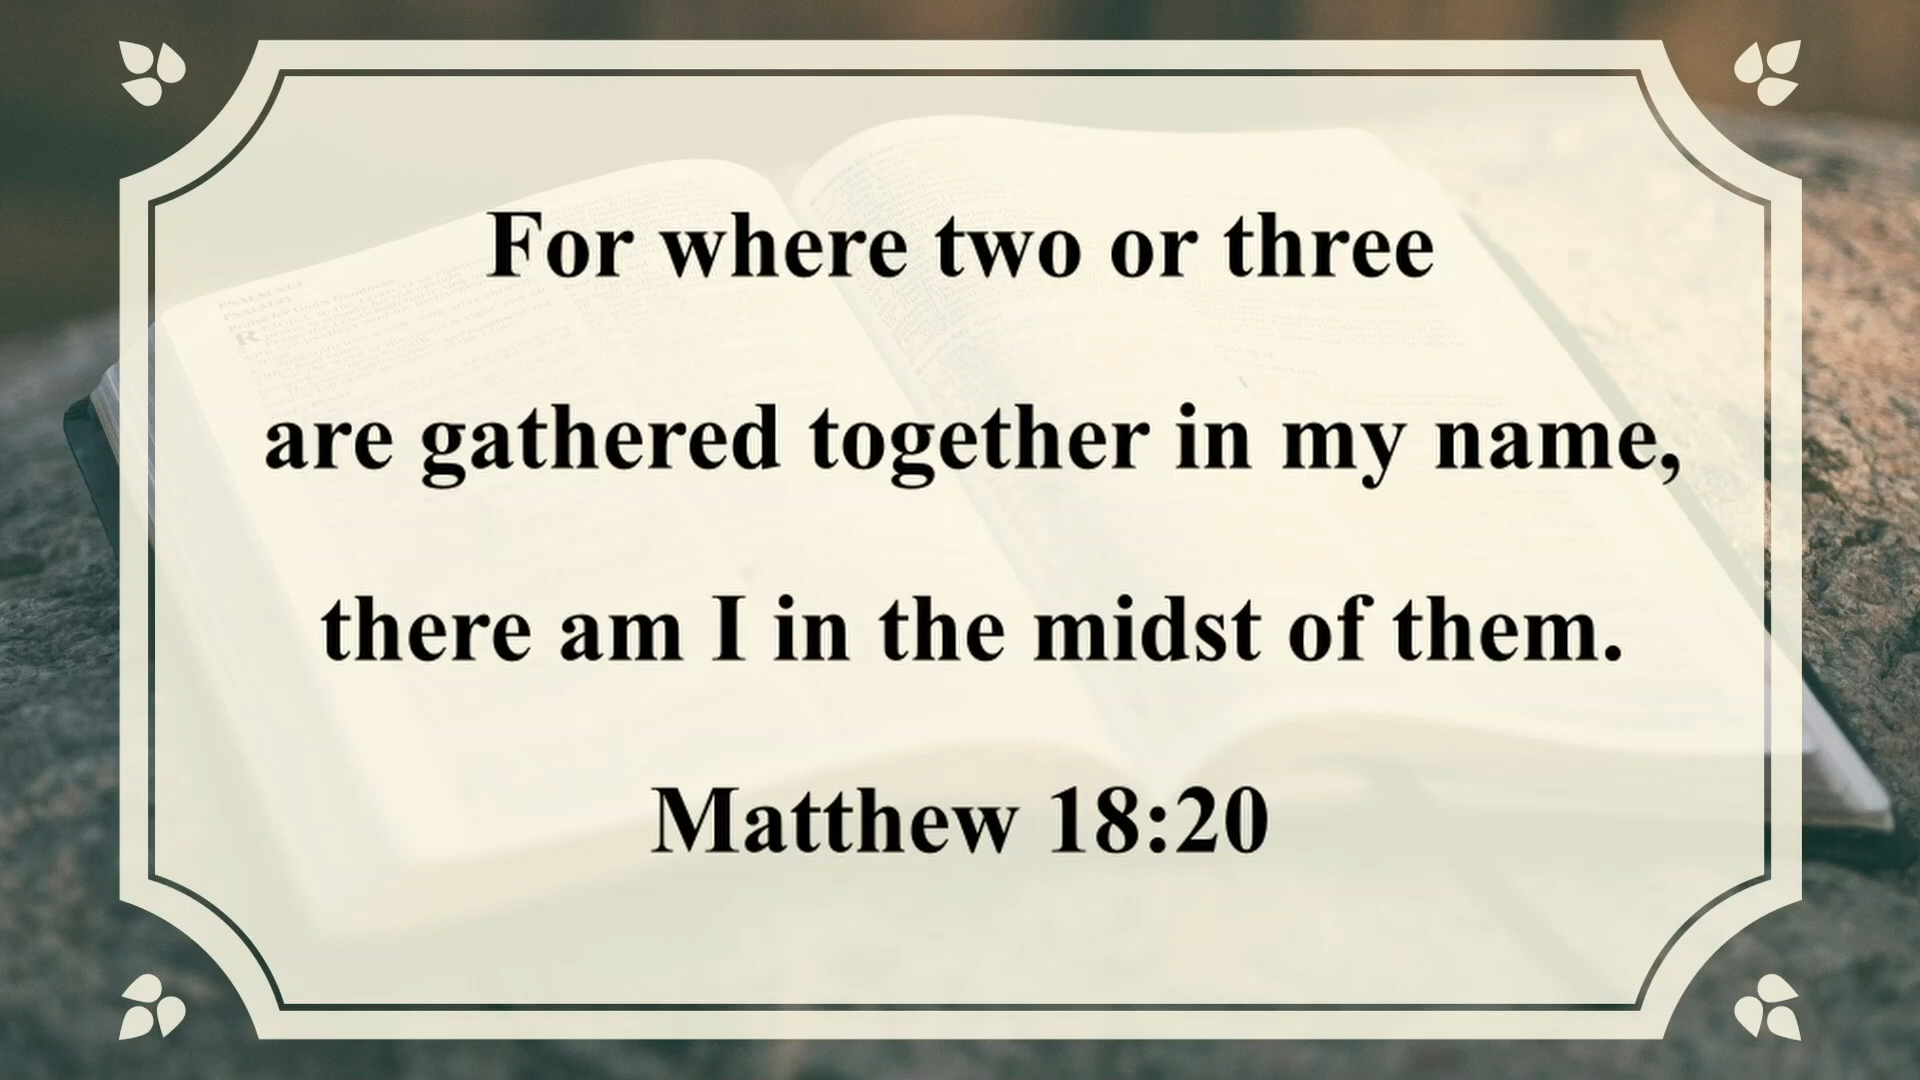 For where two or three
are gathered together in my name,
there am I in the midst of them.
Matthew 18:20